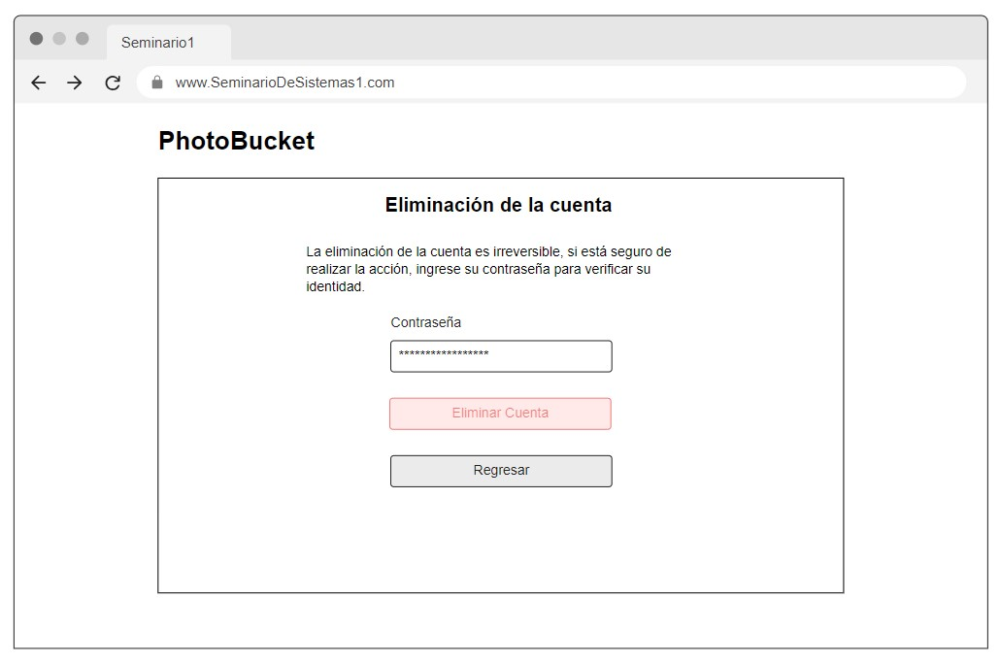 Seminario1
www.SeminarioDeSistemas1.com
PhotoBucket
Eliminación de la cuenta
La eliminación de la cuenta es irreversible, si está seguro de
realizar la acción, ingrese su contraseña para verificar su
identidad.
Contraseña
*****************
Eliminar Cuenta
Regresar